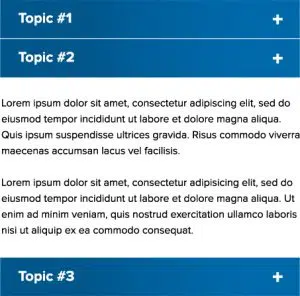 Topic #1 +
Topic #2 +
Lorem ipsum dolor sit amet, consectetur adipiscing elit, sed do
eiusmod tempor incididunt ut labore et dolore magna aliqua.
Quis ipsum suspendisse ultrices gravida. Risus commodo viverra
maecenas accumsan lacus vel facilisis.
Lorem ipsum dolor sit amet, consectetur adipisicing elit, sed do
eiusmod tempor incididunt ut labore et dolore magna aliqua. Ut
enim ad minim veniam, quis nostrud exercitation ullamco laboris
nisi ut aliquip ex ea commodo consequat.
Topic #3 +